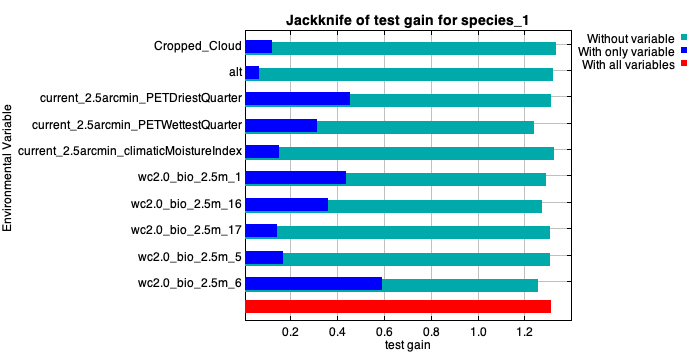 Jackknife of test gain for species_1
Without variable
With only variable
With all variables
Environmental Variable
Cropped_Cloud
alt
current_2.5arcmin_PETDriestQuarter
current_2.5arcmin_PETWettestQuarter
current_2.5arcmin_climaticMoistureIndex
wc2.0_bio_2.5m_1
wc2.0_bio_2.5m_16
wc2.0_bio_2.5m_17
wc2.0_bio_2.5m_5
wc2.0_bio_2.5m_6
0.2 0.4 0.6 0.8 1.0 1.2
test gain